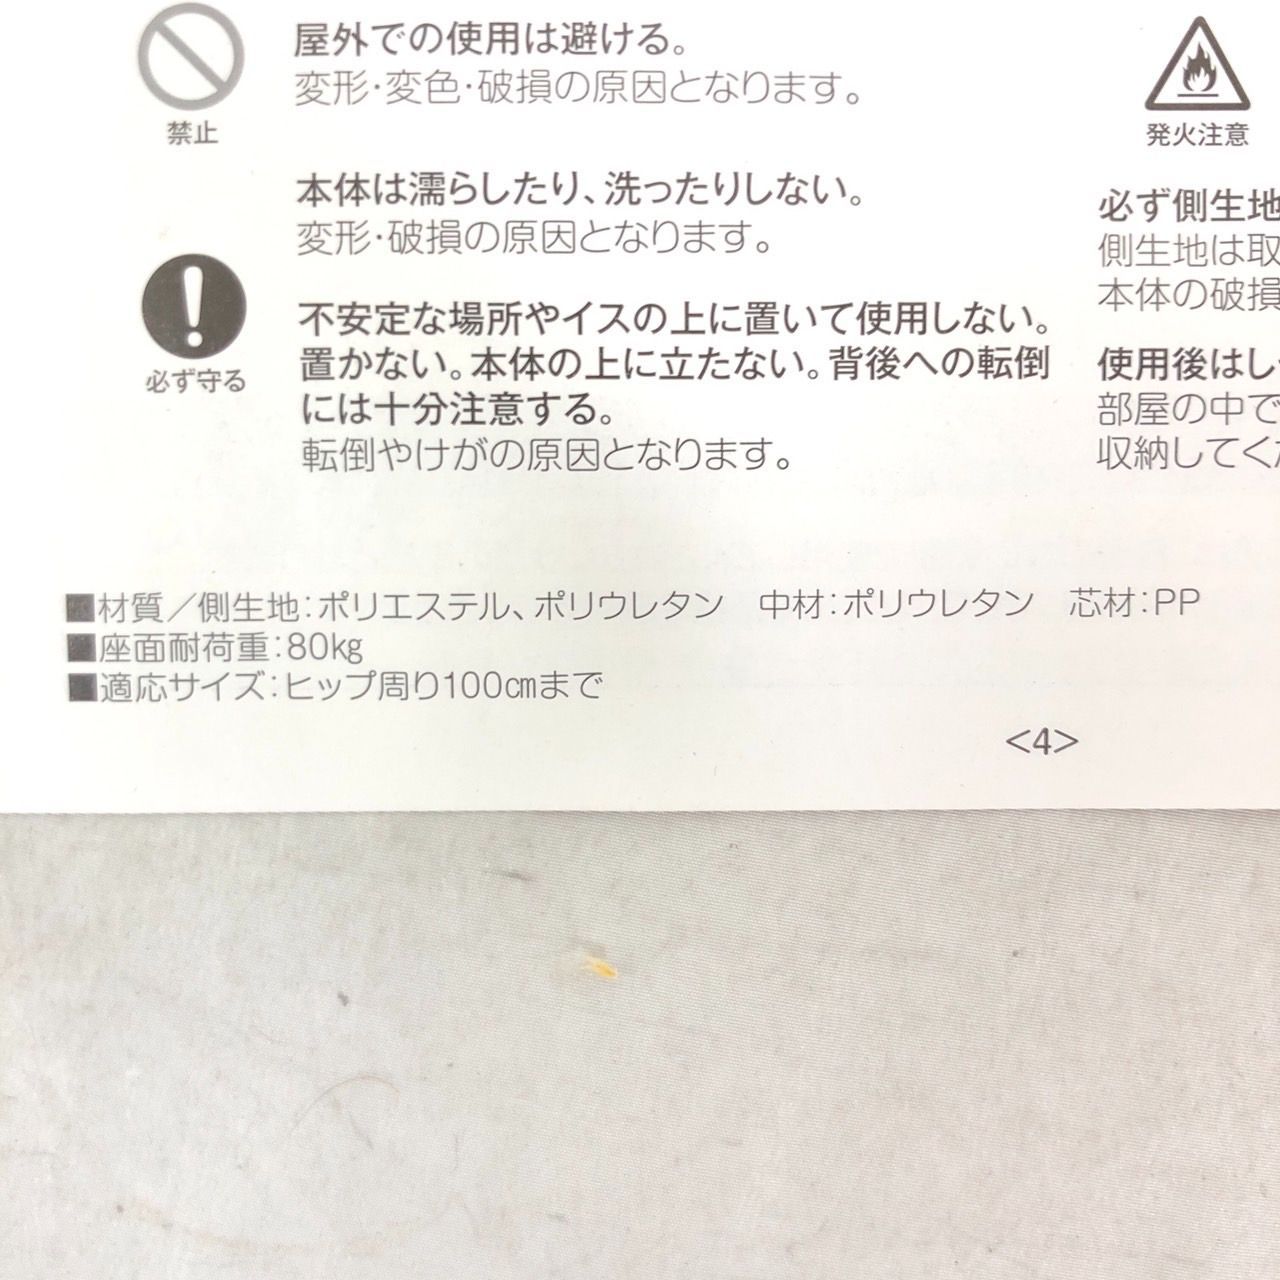 屋外での使用は避ける。
変形・変色・破損の原因となります。
禁止
本体は濡らしたり、洗ったりしない。
変形・破損の原因となります。
必ず守る
不安定な場所やイスの上に置いて使用しない。
置かない。本体の上に立たない。背後への転倒
には十分注意する。
転倒やけがの原因となります。
発火注意
必ず側生地
側生地は取
本体の破損
使用後はし
部屋の中で
収納してく
■材質／側生地：ポリエステル、ポリウレタン　中材：ポリウレタン　芯材：PP
■座面耐荷重：80kg
■適応サイズ：ヒップ周り100㎝まで
<4>